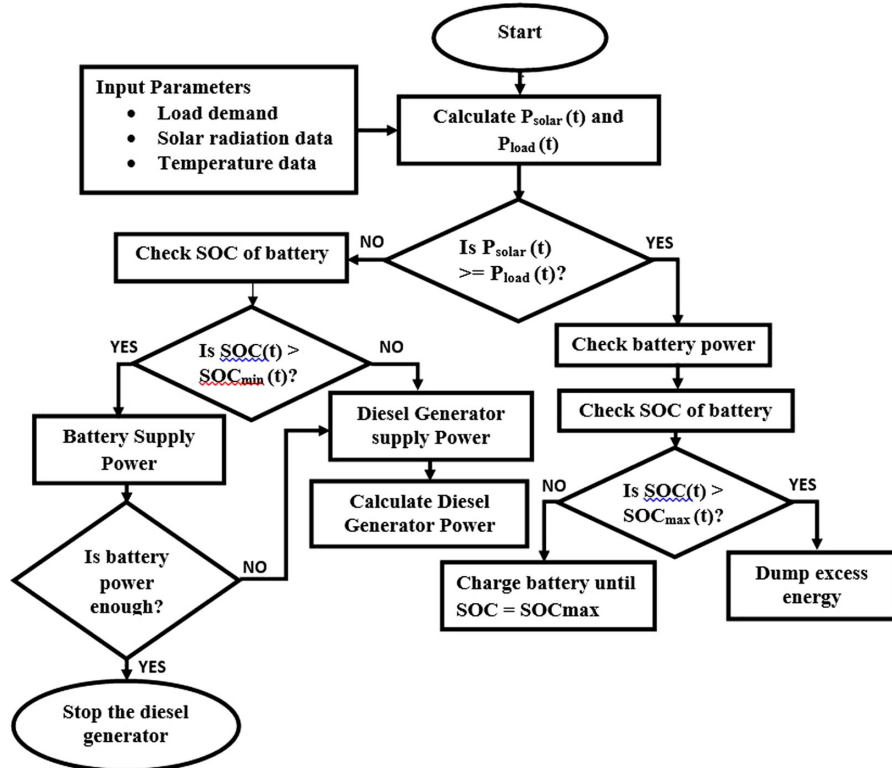 Start
Input Parameters
• Load demand
• Solar radiation data
• Temperature data
Calculate Psolar (t) and
Pload (t)
Is Psolar (t)
>= Pload (t)?
NO
YES
Check SOC of battery
Check battery power
Is SOC(t) >
SOCmin (t)?
YES
NO
Check SOC of battery
Battery Supply
Power
Diesel Generator
supply Power
Is SOC(t) >
SOCmax (t)?
NO
YES
Calculate Diesel
Generator Power
Is battery
power
enough?
NO
Charge battery until
SOC = SOCmax
Dump excess
energy
YES
Stop the diesel
generator